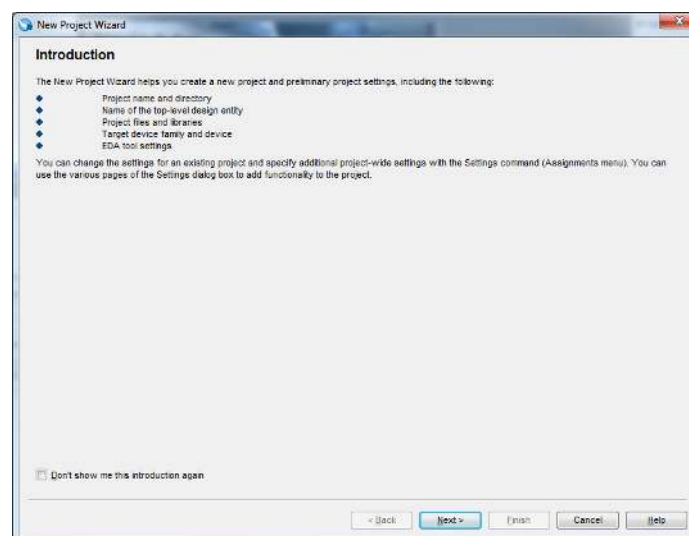 New Project Wizard
Introduction
The New Project Wizard helps you create a new project and preliminary project settings, including the following:
Project name and directory
Name of the top-level design entity
Project files and libraries
Target device family and device
EDA tool settings
You can change the settings for an existing project and specify additional project-wide settings with the Settings command (Assignments menu). You can
use the various pages of the Settings dialog box to add functionality to the project.
Don't show me this introduction again
< Back Next > Finish Cancel Help